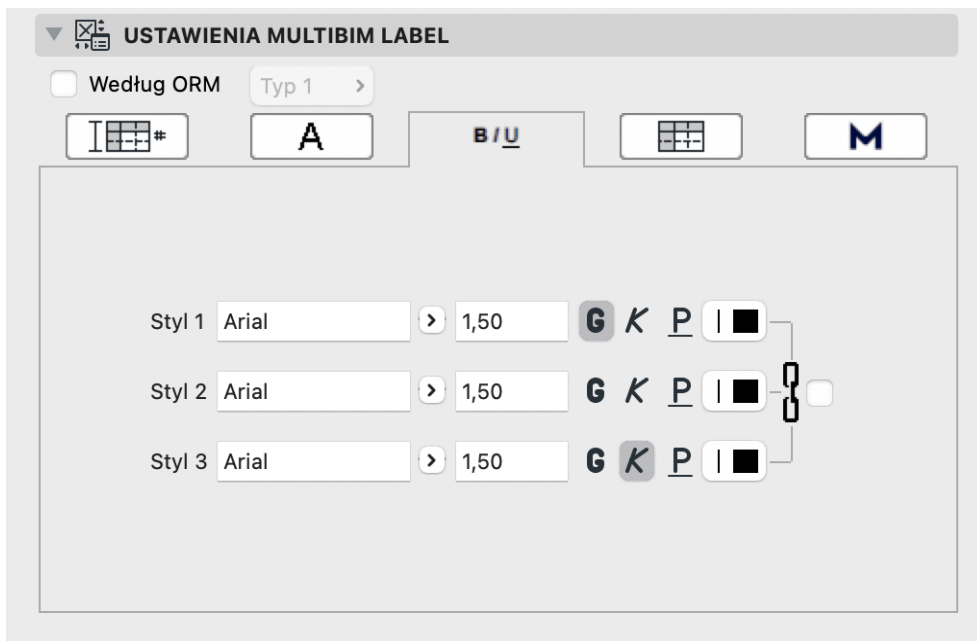 USTAWIENIA MULTIBIM LABEL
Według ORM Typ 1
A B / U M
Styl 1 Arial 1,50 G K P
Styl 2 Arial 1,50 G K P
Styl 3 Arial 1,50 G K P